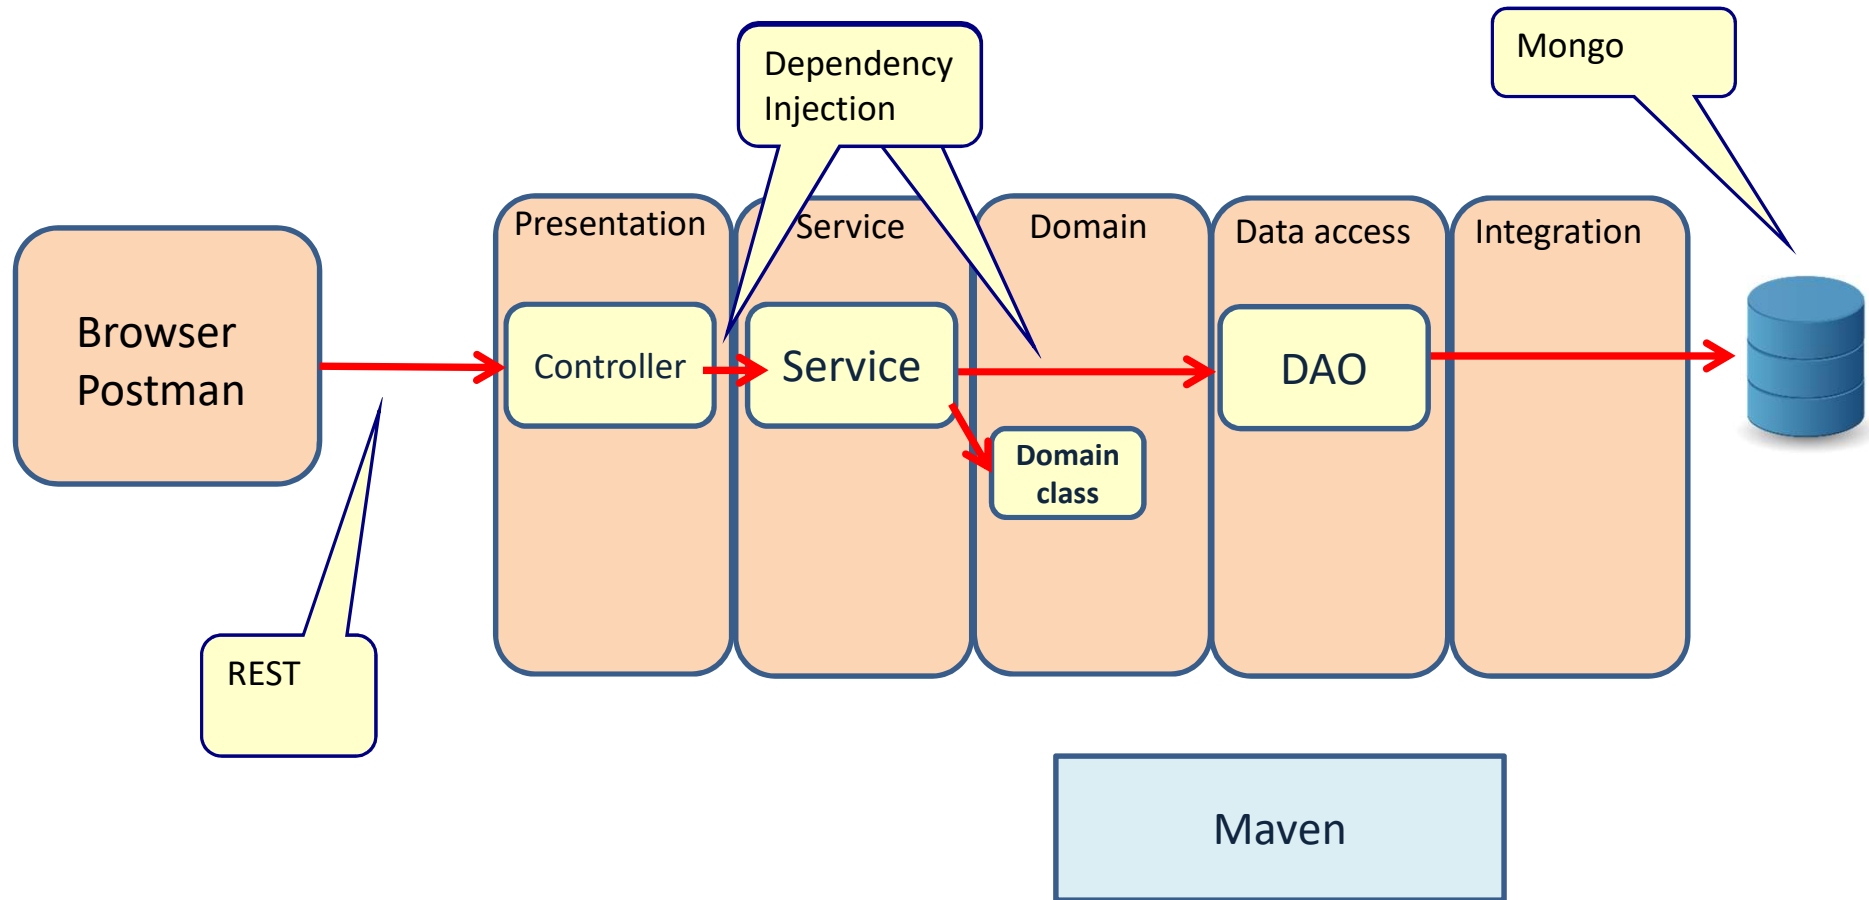 Dependency
Injection
Mongo
Presentation
Service
Domain
Data access
Integration
Browser
Postman
Controller
Service
DAO
Domain
class
REST
Maven